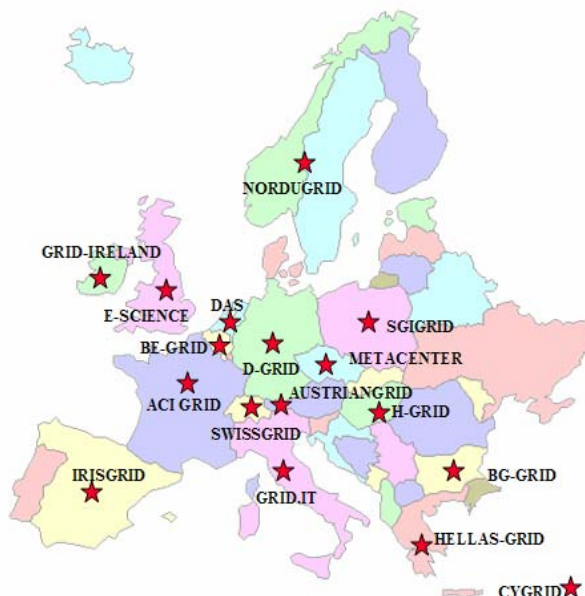 NORDUGRID
GRID-IRELAND
E-SCIENCE
DAS
SGIGRID
BE-GRID
D-GRID
METACENTER
AUSTRIANGRID
ACI GRID
H-GRID
SWISSGRID
IRISGRID
BG-GRID
GRID.IT
HELLAS-GRID
CYGRID